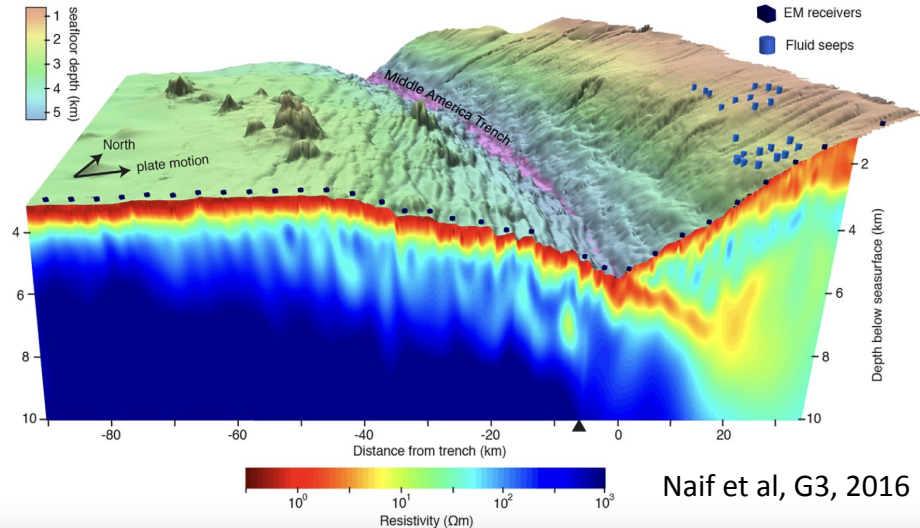 seafloor depth (km)
1
2
3
4
5
EM receivers
Fluid seeps
Middle America Trench
North
plate motion
4
6
8
10
2
4
6
8
10
Depth below seasurface (km)
-80
-60
-40
-20
0
20
Distance from trench (km)
10⁰
10¹
10²
10³
Resistivity (Ωm)
Naif et al, G3, 2016